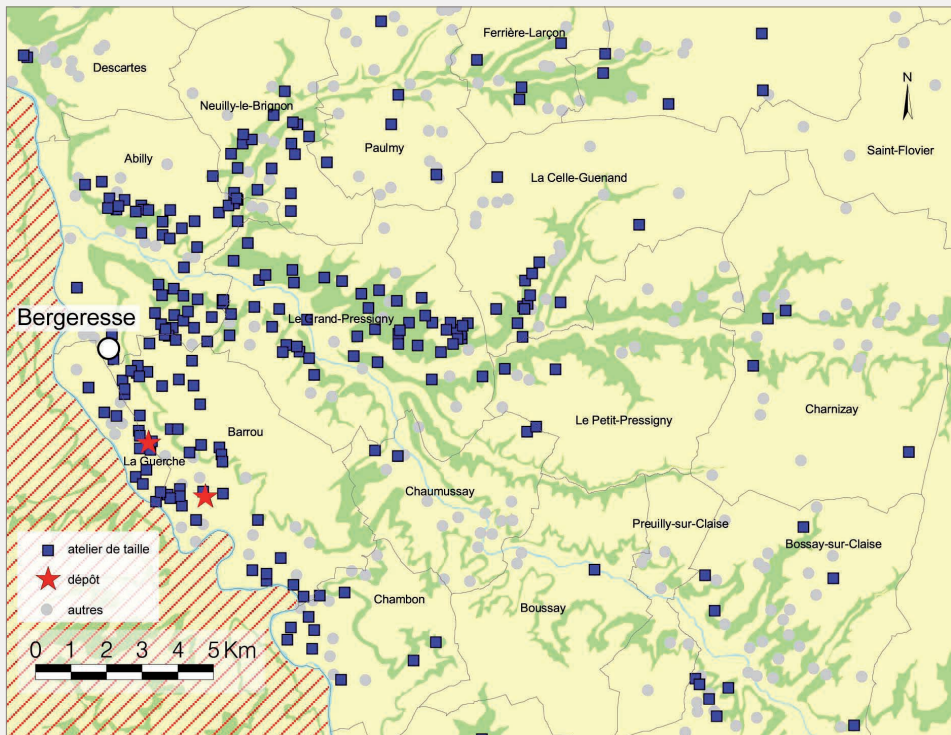 Ferrière-Larçon
Descartes
N
Neuilly-le-Brignon
Paulmy
Saint-Flovier
Abilly
La Celle-Guenand
Bergeresse
Le Grand-Pressigny
Charnizay
Le Petit-Pressigny
Barrou
La Guerche
Chaumussay
Preuilly-sur-Claise
Bossay-sur-Claise
atelier de taille
dépôt
autres
Chambon
Boussay
0 1 2 3 4 5 Km